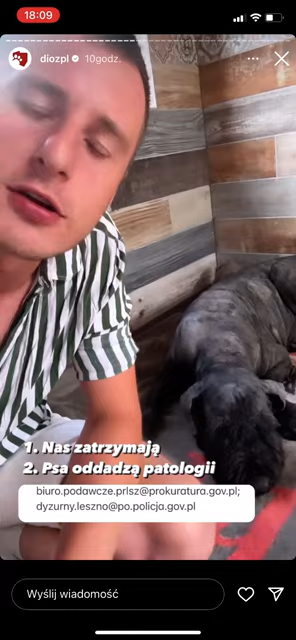 18:09
diozpl 10godz.
1. Nas zatrzymają
2. Psa oddadzą patologii
biuro.podawcze.prlsz@prokuratura.gov.pl;
dyzurny.leszno@po.policja.gov.pl
Wyślij wiadomość